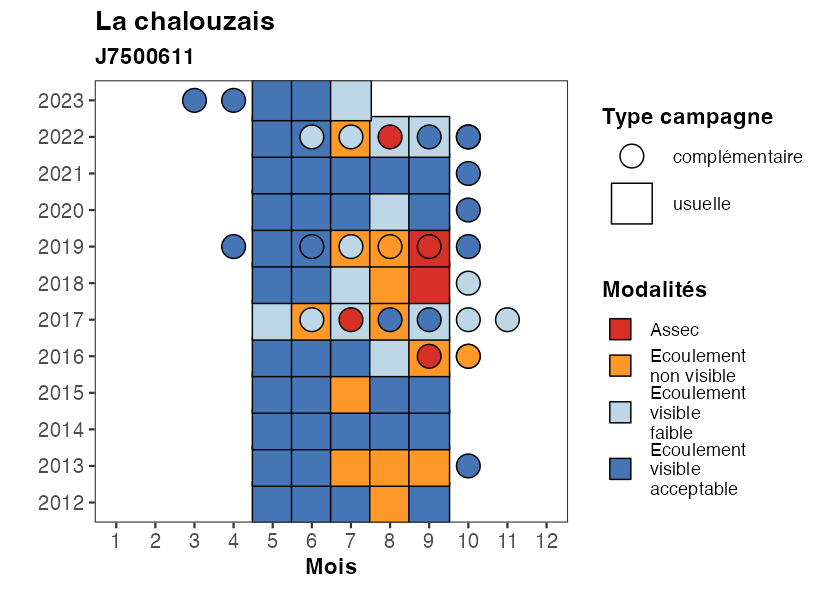 La chalouzais
J7500611
2023
2022
2021
2020
2019
2018
2017
2016
2015
2014
2013
2012
1 2 3 4 5 6 7 8 9 10 11 12
Mois
Type campagne
complémentaire
usuelle
Modalités
Assec
Ecoulement
non visible
Ecoulement
visible
faible
Ecoulement
visible
acceptable